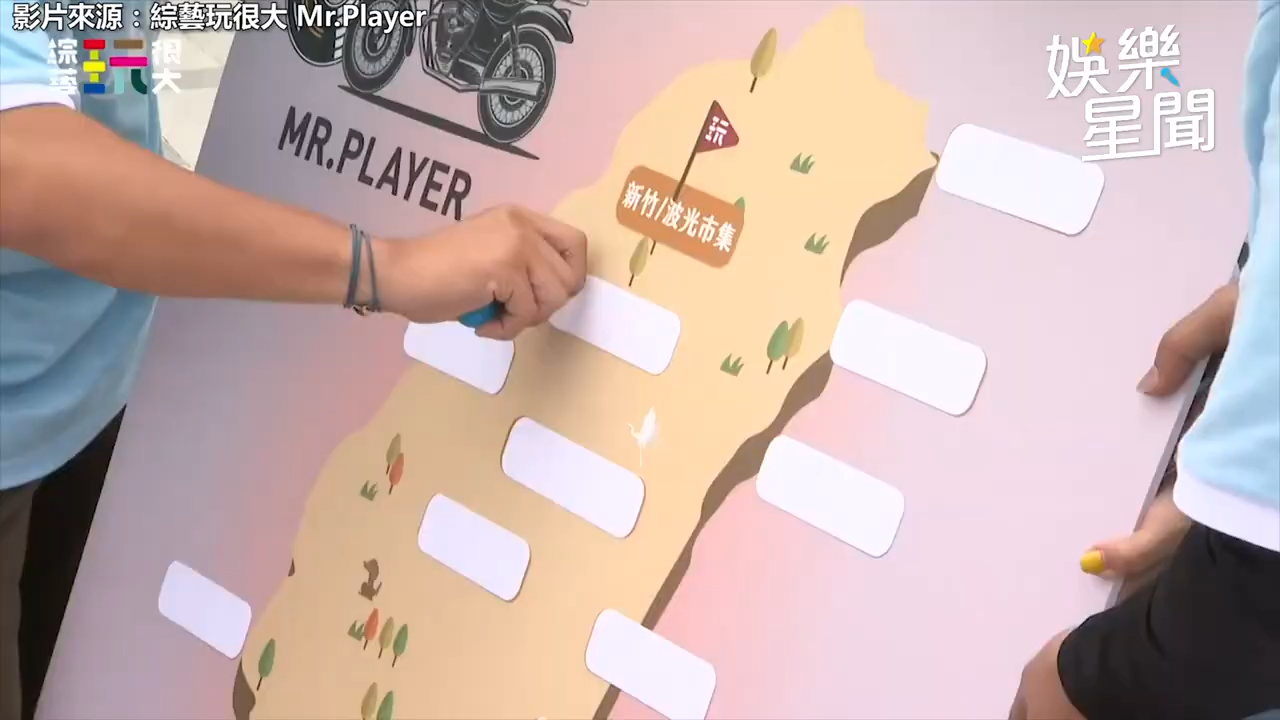 影片來源：綜藝玩很大 Mr.Player
綜藝玩很大
娛樂
星聞
MR.PLAYER
玩
新竹/波光市集